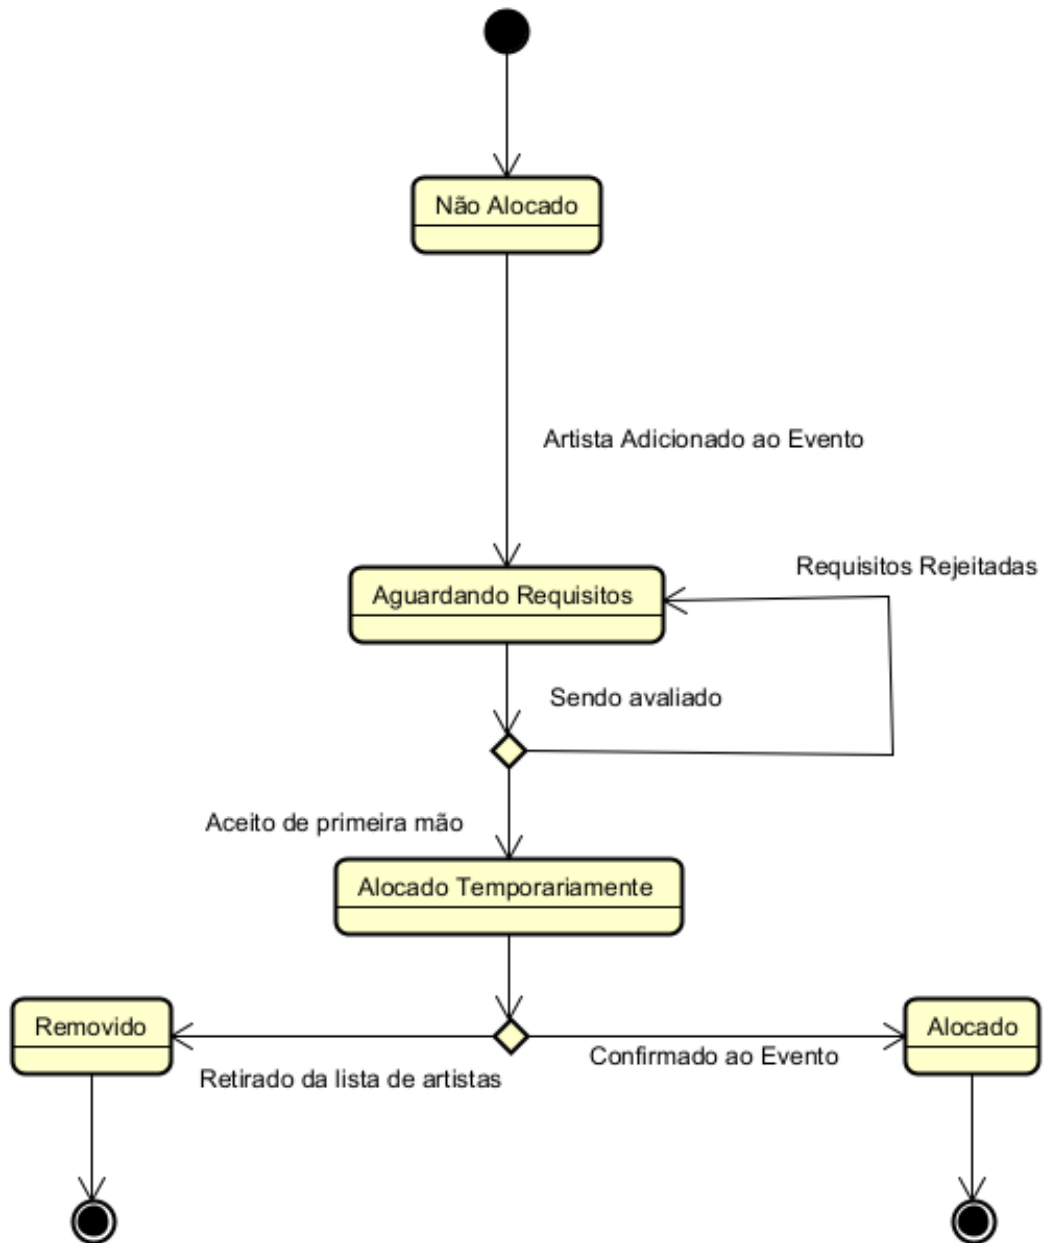 Não Alocado
Artista Adicionado ao Evento
Requisitos Rejeitadas
Aguardando Requisitos
Sendo avaliado
Aceito de primeira mão
Alocado Temporariamente
Removido
Alocado
Confirmado ao Evento
Retirado da lista de artistas